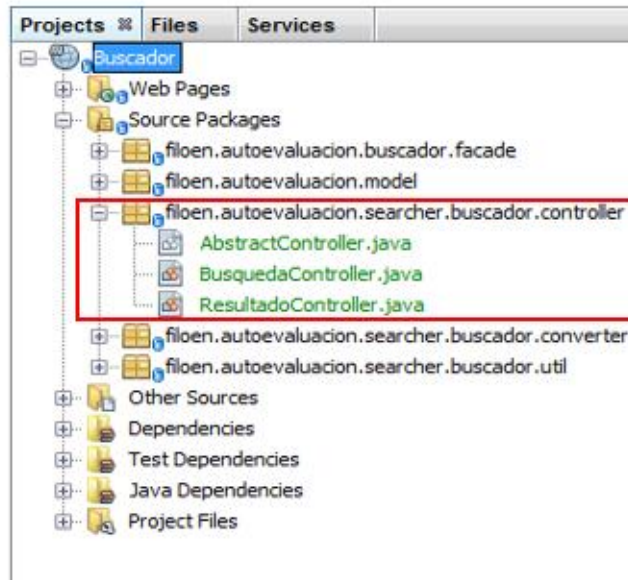 Projects Files Services
Buscador
Web Pages
Source Packages
filoen.autoevaluacion.buscador.facade
filoen.autoevaluacion.model
filoen.autoevaluacion.searcher.buscador.controller
AbstractController.java
BusquedaController.java
ResultadoController.java
filoen.autoevaluacion.searcher.buscador.converter
filoen.autoevaluacion.searcher.buscador.util
Other Sources
Dependencies
Test Dependencies
Java Dependencies
Project Files